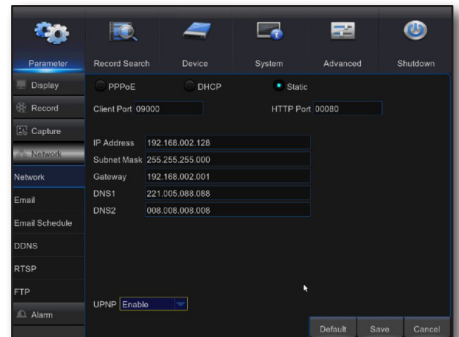 Parameter Record Search Device System Advanced Shutdown
Display
Record
Capture
Network
Network
Email
Email Schedule
DDNS
RTSP
FTP
Alarm
PPPoE DHCP Static
Client Port 09000 HTTP Port 00080
IP Address 192.168.002.128
Subnet Mask 255.255.255.000
Gateway 192.168.002.001
DNS1 221.005.088.088
DNS2 008.008.008.008
UPNP Enable
Default Save Cancel